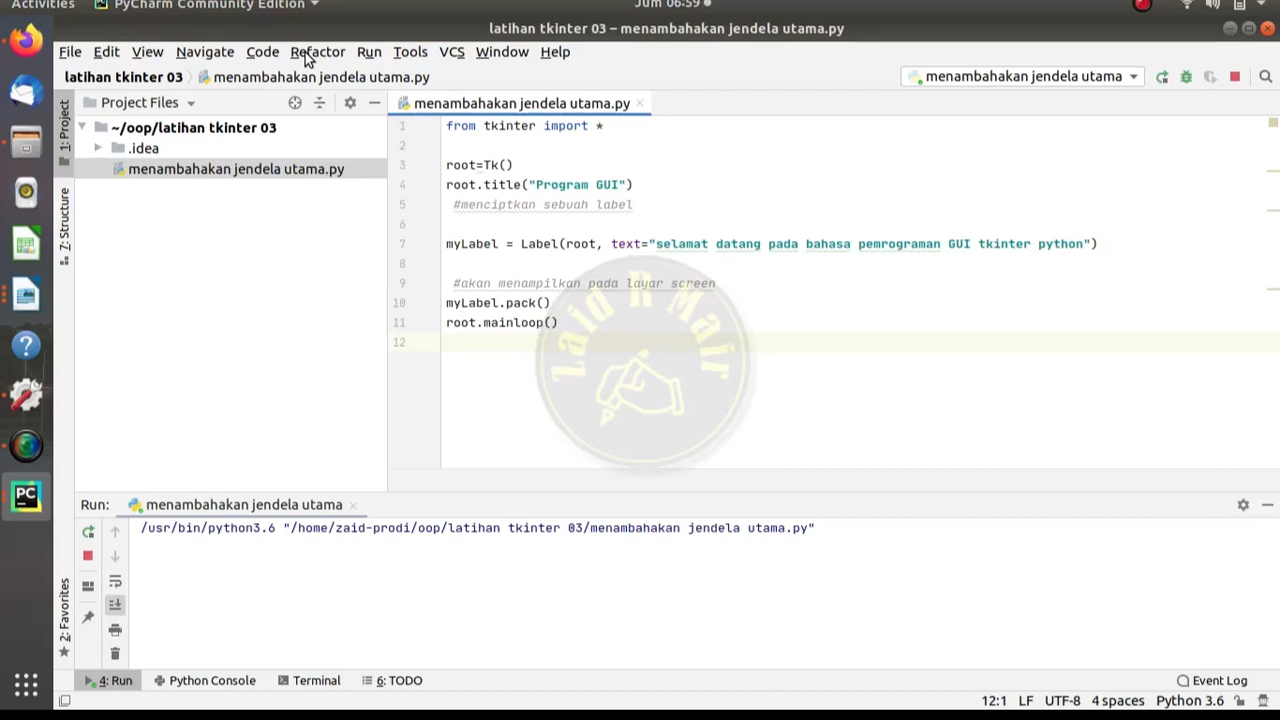 Activities PyCharm Community Edition Jum 06:59
latihan tkinter 03 – menambahakan jendela utama.py
File Edit View Navigate Code Refactor Run Tools VCS Window Help
latihan tkinter 03 menambahakan jendela utama.py menambahakan jendela utama
1: Project Project Files menambahakan jendela utama.py
~/oop/latihan tkinter 03
.idea
menambahakan jendela utama.py
Z: Structure
1 from tkinter import *
2
3 root=Tk()
4 root.title("Program GUI")
5 #menciptkan sebuah label
6
7 myLabel = Label(root, text="selamat datang pada bahasa pemrograman GUI tkinter python")
8
9 #akan menampilkan pada layar screen
10 myLabel.pack()
11 root.mainloop()
12
Zaid R Mair
Run: menambahakan jendela utama
/usr/bin/python3.6 "/home/zaid-prodi/oop/latihan tkinter 03/menambahakan jendela utama.py"
2: Favorites
4: Run Python Console Terminal 6: TODO Event Log
12:1 LF UTF-8 4 spaces Python 3.6
PC